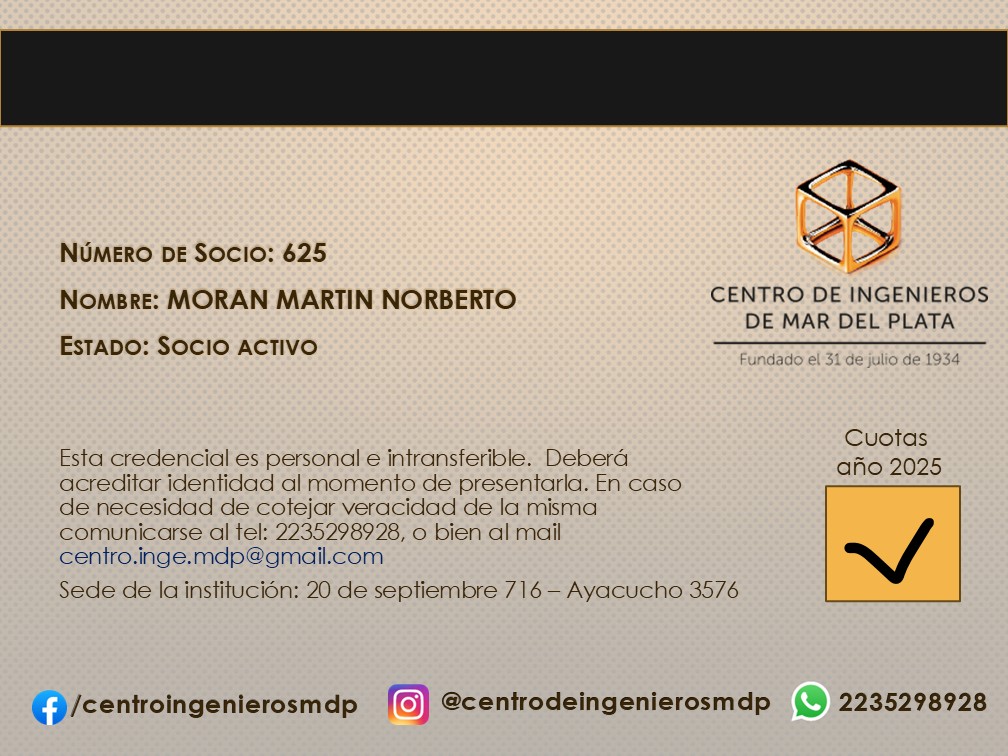 Número de Socio: 625
Nombre: MORAN MARTIN NORBERTO
Estado: Socio activo
CENTRO DE INGENIEROS
DE MAR DEL PLATA
Fundado el 31 de julio de 1934
Esta credencial es personal e intransferible. Deberá
acreditar identidad al momento de presentarla. En caso
de necesidad de cotejar veracidad de la misma
comunicarse al tel: 2235298928, o bien al mail
centro.inge.mdp@gmail.com
Sede de la institución: 20 de septiembre 716 – Ayacucho 3576
Cuotas
año 2025
/centroingenierosmdp
@centrodeingenierosmdp
2235298928